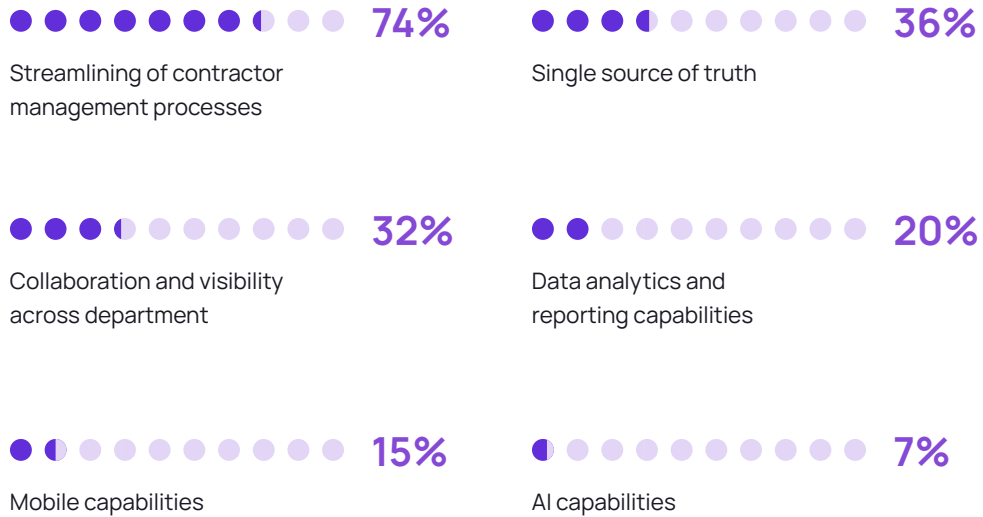 74%
Streamlining of contractor
management processes
36%
Single source of truth
32%
Collaboration and visibility
across department
20%
Data analytics and
reporting capabilities
15%
Mobile capabilities
7%
AI capabilities